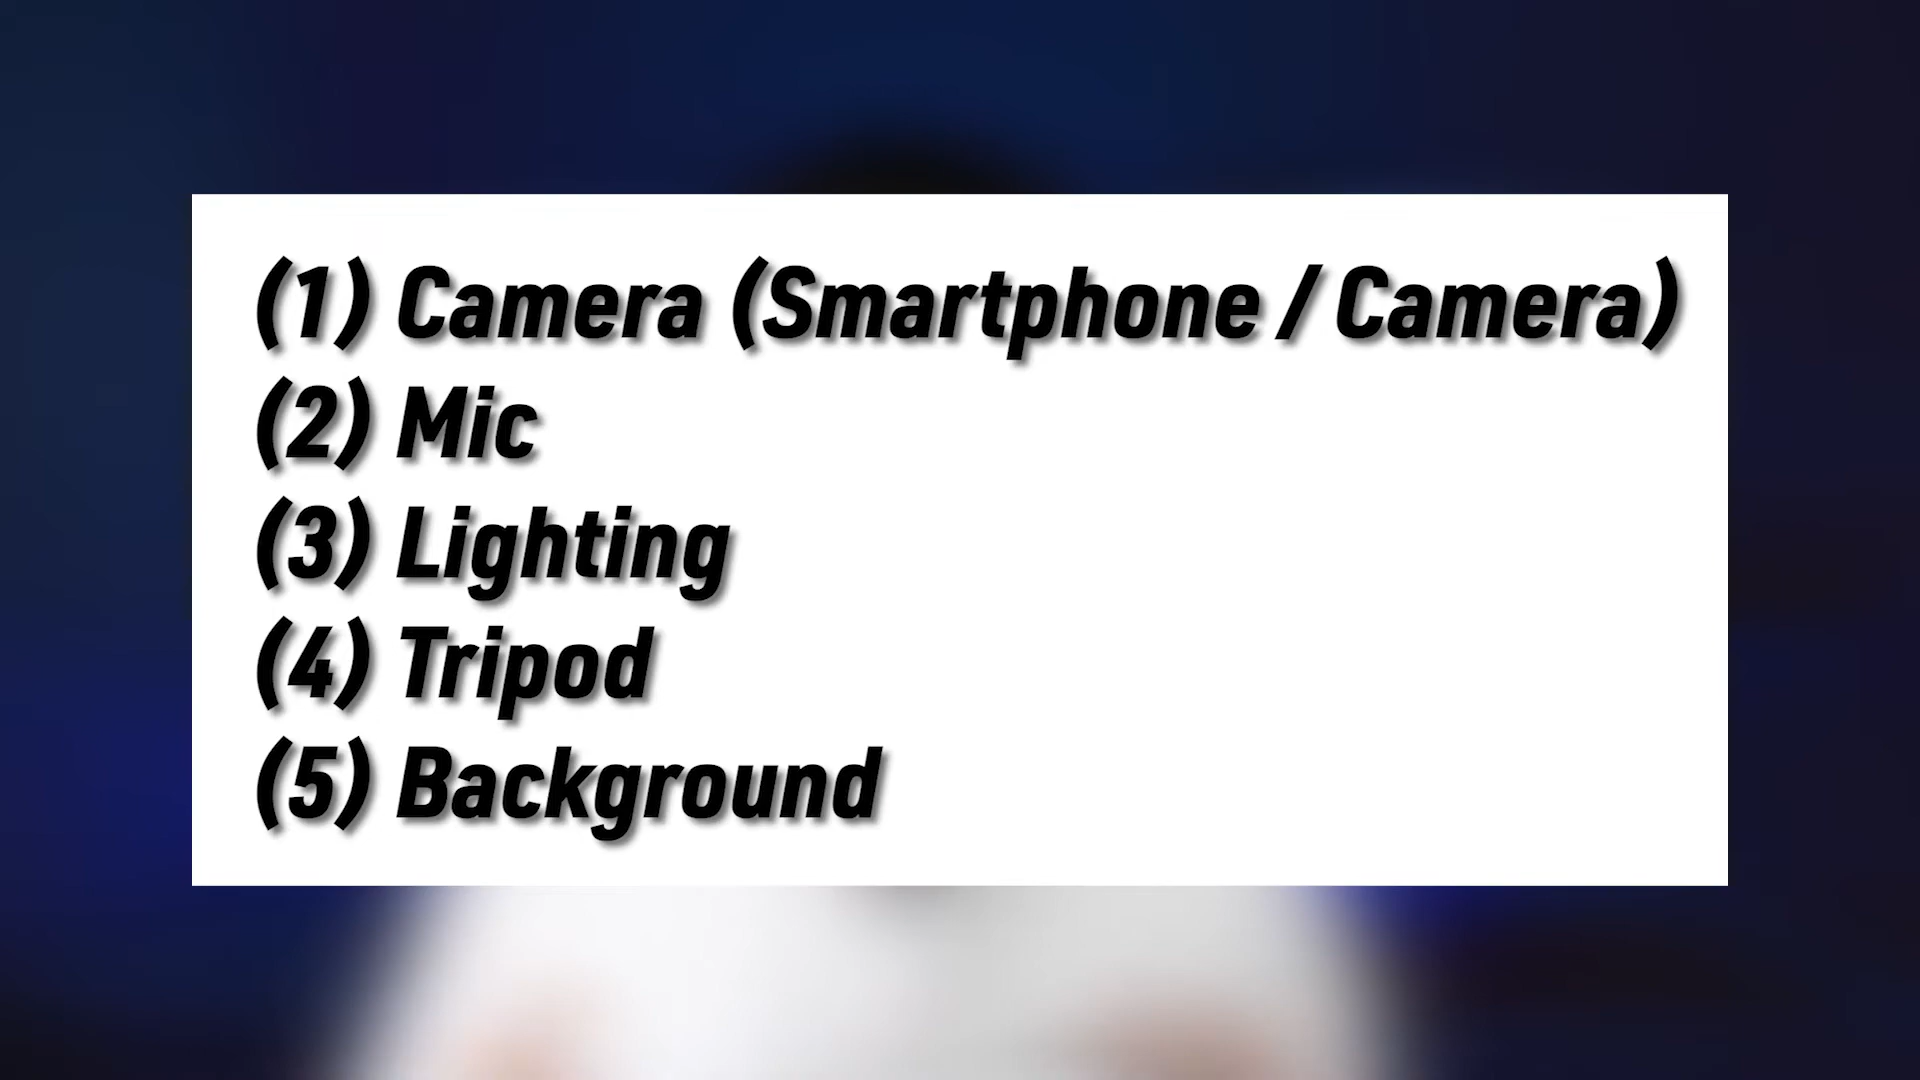 (1) Camera (Smartphone / Camera)
(2) Mic
(3) Lighting
(4) Tripod
(5) Background